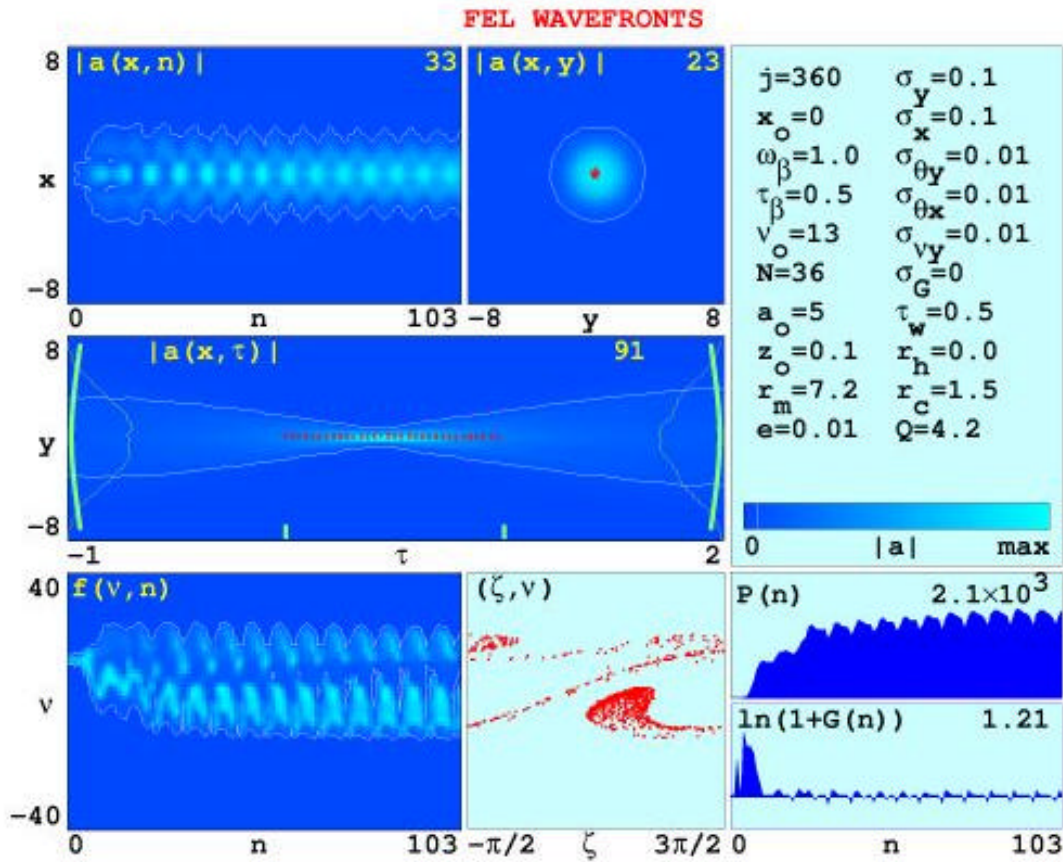 FEL WAVEFRONTS
8 |a(x,n)| 33 |a(x,y)| 23
x
-8
0 n 103 -8 y 8
j=360 σy=0.1
xo=0 σx=0.1
ωβ=1.0 σθy=0.01
τβ=0.5 σθx=0.01
νo=13 σνy=0.01
N=36 σG=0
ao=5 τw=0.5
zo=0.1 rh=0.0
rm=7.2 rc=1.5
e=0.01 Q=4.2
0 |a| max
8 |a(x,τ)| 91
y
-8
-1 τ 2
40 f(ν,n) (ζ,ν) P(n) 2.1×10³
ν
ln(1+G(n)) 1.21
-40
0 n 103 -π/2 ζ 3π/2 0 n 103